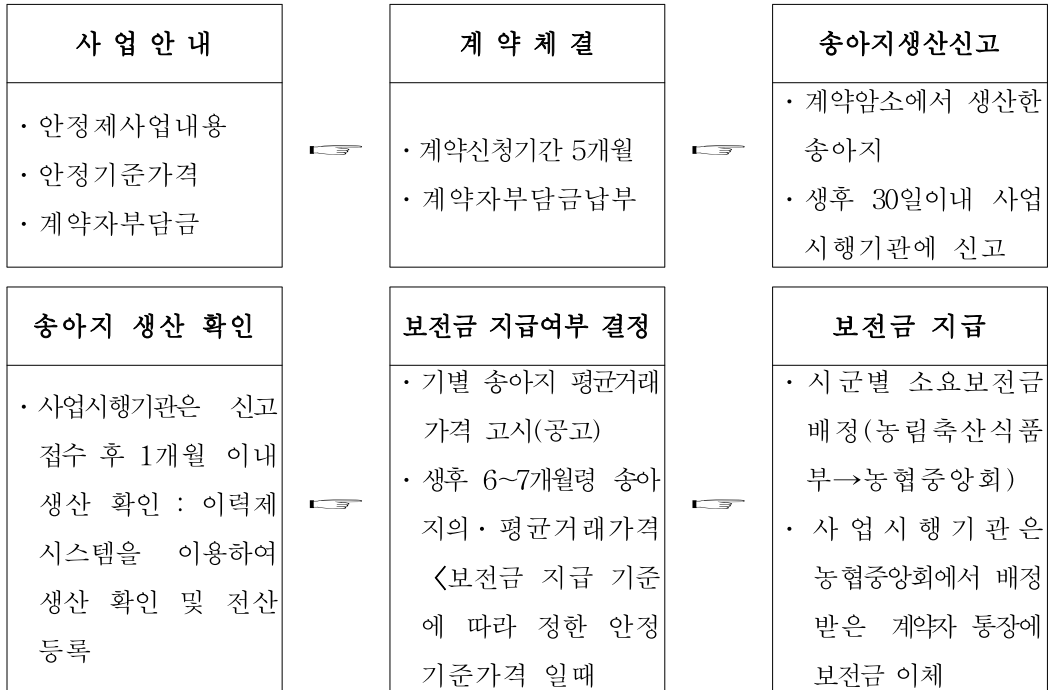 사 업 안 내
· 안정제사업내용
· 안정기준가격
· 계약자부담금
☞
계 약 체 결
· 계약신청기간 5개월
· 계약자부담금납부
☞
송아지생산신고
· 계약암소에서 생산한
송아지
· 생후 30일이내 사업
시행기관에 신고
송아지 생산 확인
· 사업시행기관은 신고
접수 후 1개월 이내
생산 확인 : 이력제
시스템을 이용하여
생산 확인 및 전산
등록
☞
보전금 지급여부 결정
· 기별 송아지 평균거래
가격 고시(공고)
· 생후 6~7개월령 송아
지의· 평균거래가격
〈보전금 지급 기준
에 따라 정한 안정
기준가격 일때
☞
보전금 지급
· 시군별 소요보전금
배정(농림축산식품
부→농협중앙회)
· 사 업 시 행 기 관 은
농협중앙회에서 배정
받은 계약자 통장에
보전금 이체